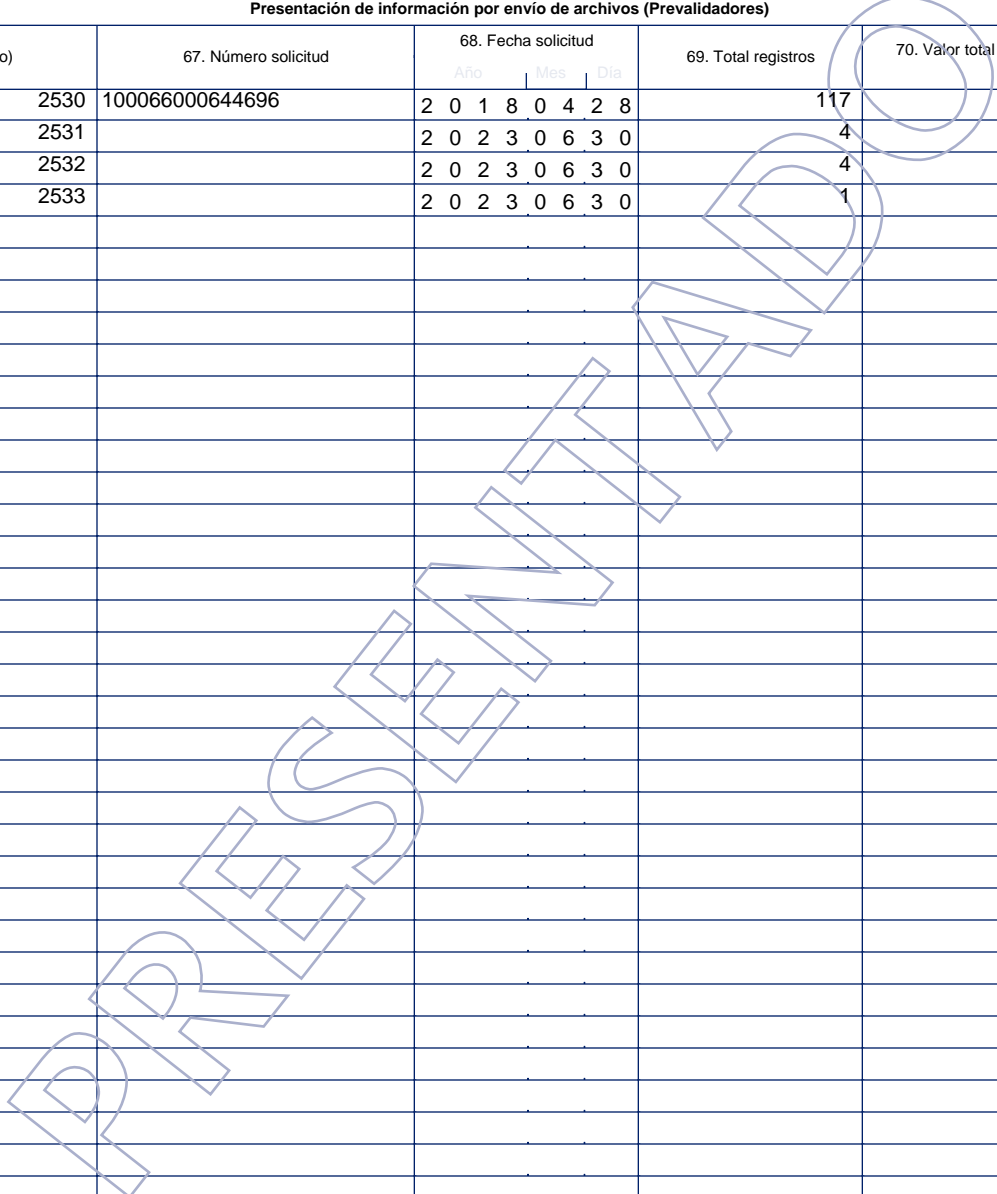 Presentación de información por envío de archivos (Prevalidadores)
o) 67. Número solicitud 68. Fecha solicitud 69. Total registros 70. Valor total
Año Mes Día
2530 100066000644696 2 0 1 8 0 4 2 8 117
2531 2 0 2 3 0 6 3 0 4
2532 2 0 2 3 0 6 3 0 4
2533 2 0 2 3 0 6 3 0 1
PRESENTADO